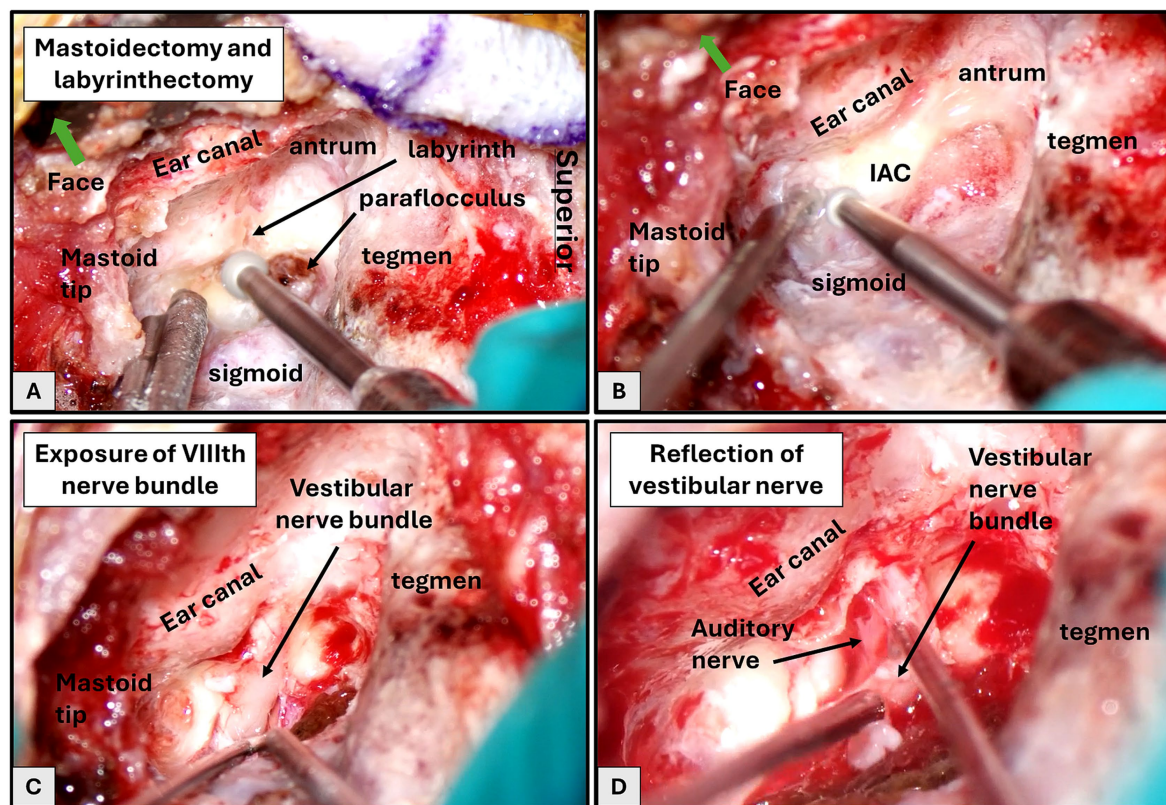 Mastoidectomy and
labyrinthectomy
Ear canal
antrum
labyrinth
paraflocculus
Face
Superior
Mastoid
tip
tegmen
sigmoid
A
Face
Ear canal
antrum
tegmen
IAC
Mastoid
tip
sigmoid
B
Exposure of VIIIth
nerve bundle
Vestibular
nerve bundle
Ear canal
tegmen
Mastoid
tip
C
Reflection of
vestibular nerve
Vestibular
nerve
bundle
Ear canal
Auditory
nerve
tegmen
D